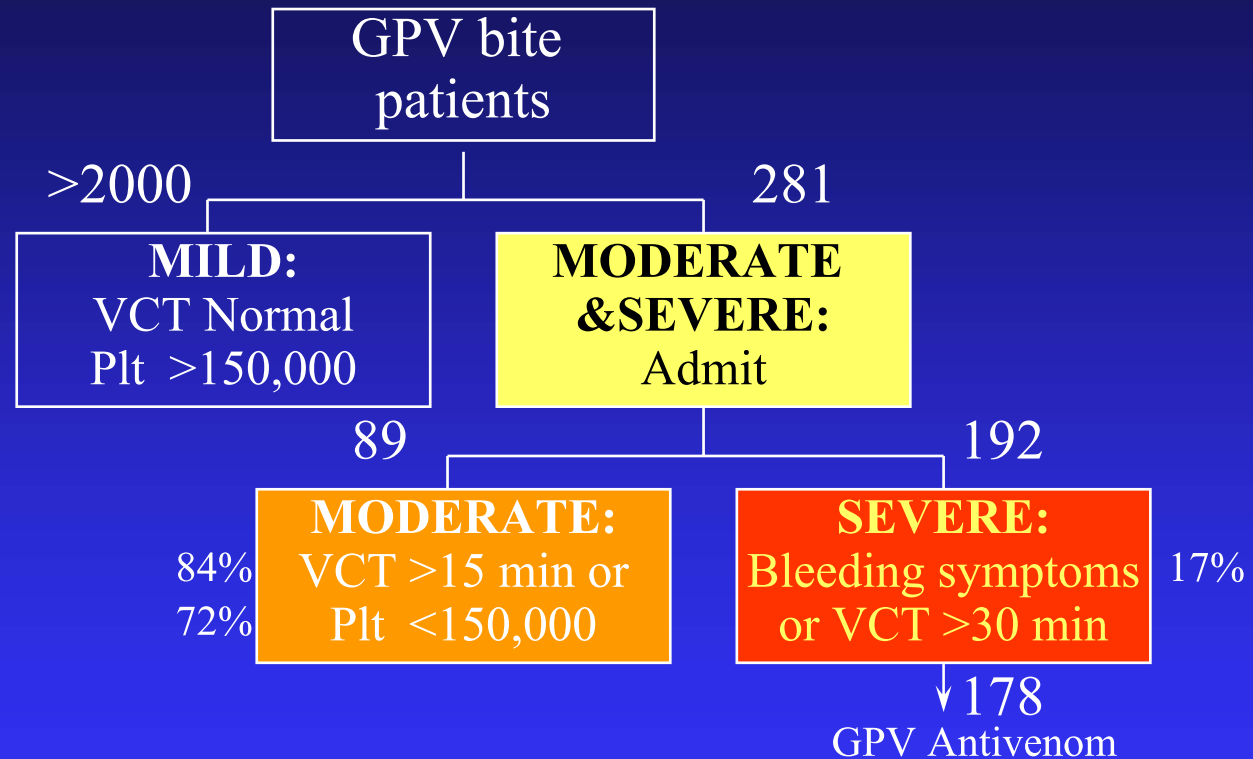 GPV bite
patients
>2000
281
MILD:
VCT Normal
Plt >150,000
MODERATE
&SEVERE:
Admit
89
192
MODERATE:
84%
VCT >15 min or
72%
Plt <150,000
SEVERE:
Bleeding symptoms
17%
or VCT >30 min
178
GPV Antivenom